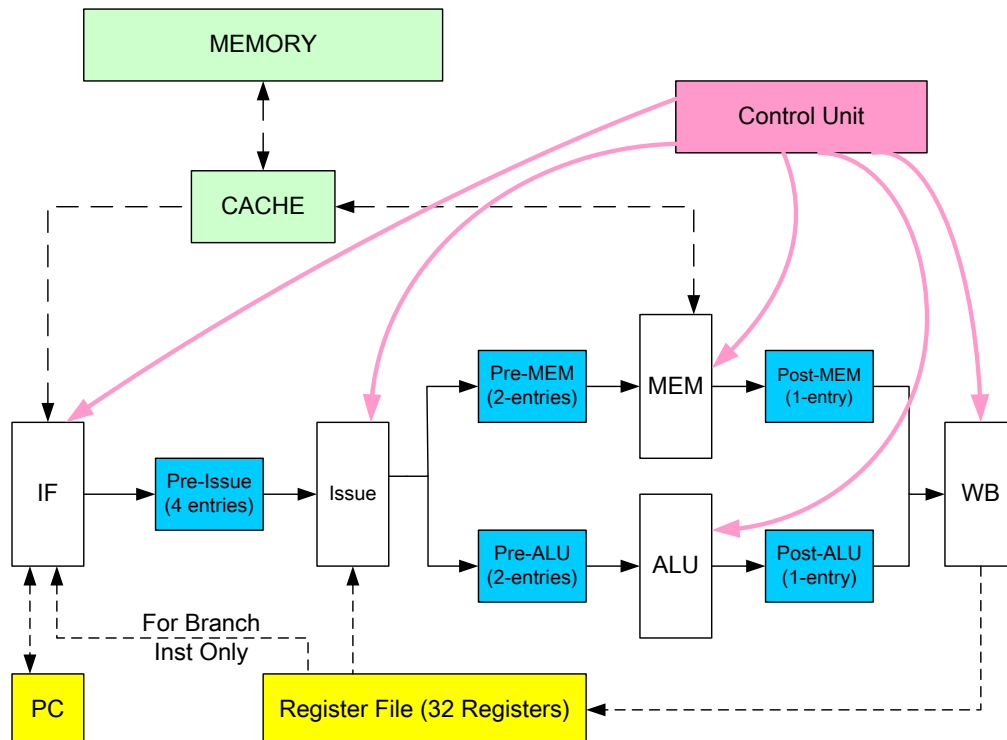 MEMORY
Control Unit
CACHE
Pre-MEM
(2-entries)
MEM
Post-MEM
(1-entry)
IF
Pre-Issue
(4 entries)
Issue
WB
Pre-ALU
(2-entries)
ALU
Post-ALU
(1-entry)
For Branch
Inst Only
PC
Register File (32 Registers)